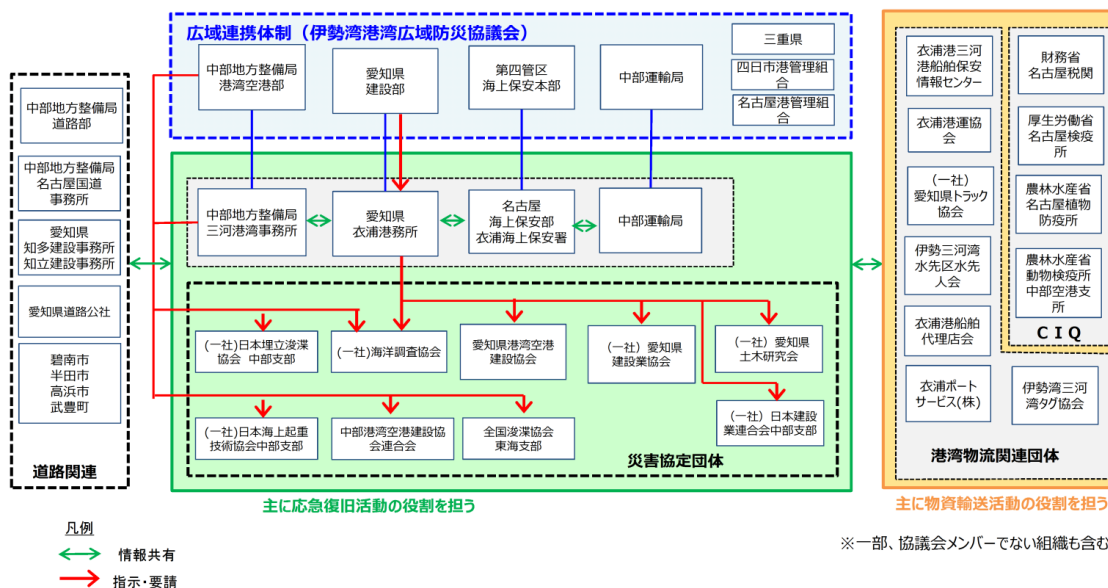 広域連携体制（伊勢湾港湾広域防災協議会）
中部地方整備局
港湾空港部
愛知県
建設部
第四管区
海上保安本部
中部運輸局
三重県
四日市港管理組
合
名古屋港管理組
合
中部地方整備局
道路部
中部地方整備局
名古屋国道
事務所
愛知県
知多建設事務所
知立建設事務所
愛知県道路公社
碧南市
半田市
高浜市
武豊町
道路関連
中部地方整備局
三河港湾事務所
愛知県
衣浦港務所
名古屋
海上保安部
衣浦海上保安署
中部運輸局
(一社)日本埋立浚渫
協会 中部支部
(一社)海洋調査協会
愛知県港湾空港
建設協会
（一社）愛知県
建設業協会
（一社）愛知県
土木研究会
(一社)日本海上起重
技術協会中部支部
中部港湾空港建設協
会連合会
全国浚渫協会
東海支部
（一社）日本建設
業連合会中部支部
災害協定団体
主に応急復旧活動の役割を担う
衣浦港三河
港船舶保安
情報センター
衣浦港運協
会
（一社）
愛知県トラック
協会
伊勢三河湾
水先区水先
人会
衣浦港船舶
代理店会
衣浦ポート
サービス(株)
財務省
名古屋税関
厚生労働省
名古屋検疫
所
農林水産省
名古屋植物
防疫所
農林水産省
動物検疫所
中部空港支
所
ＣＩＱ
伊勢湾三河
湾タグ協会
港湾物流関連団体
主に物資輸送活動の役割を担う
凡例
情報共有
指示・要請
※一部、協議会メンバーでない組織も含む